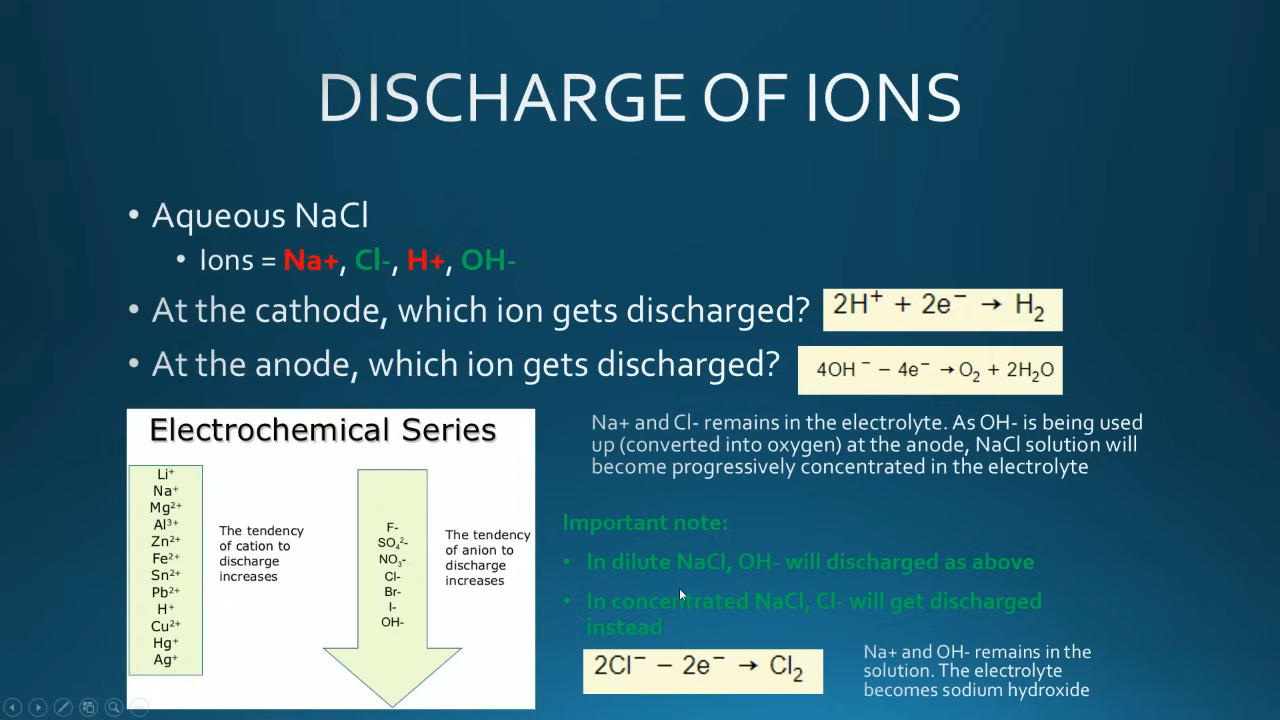 DISCHARGE OF IONS
• Aqueous NaCl
• Ions = Na+, Cl-, H+, OH-
• At the cathode, which ion gets discharged?
2H⁺ + 2e⁻ → H₂
• At the anode, which ion gets discharged?
4OH⁻ − 4e⁻ → O₂ + 2H₂O
Electrochemical Series
Li⁺
Na⁺
Mg²⁺
Al³⁺
Zn²⁺
Fe²⁺
Sn²⁺
Pb²⁺
H⁺
Cu²⁺
Hg⁺
Ag⁺
The tendency
of cation to
discharge
increases
F-
SO₄²-
NO₃-
Cl-
Br-
I-
OH-
The tendency
of anion to
discharge
increases
Na+ and Cl- remains in the electrolyte. As OH- is being used
up (converted into oxygen) at the anode, NaCl solution will
become progressively concentrated in the electrolyte
Important note:
• In dilute NaCl, OH- will discharged as above
• In concentrated NaCl, Cl- will get discharged
instead
2Cl⁻ − 2e⁻ → Cl₂
Na+ and OH- remains in the
solution. The electrolyte
becomes sodium hydroxide